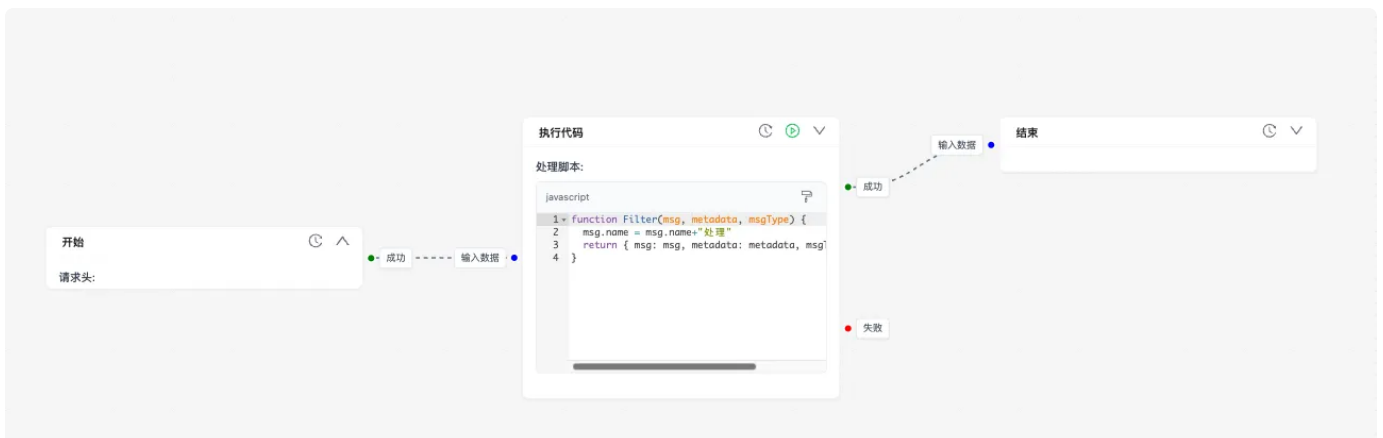 开始
请求头:
成功
输入数据
执行代码
处理脚本:
javascript
1 function Filter(msg, metadata, msgType) {
2 msg.name = msg.name+"处理"
3 return { msg: msg, metadata: metadata, msgT
4 }
成功
失败
输入数据
结束